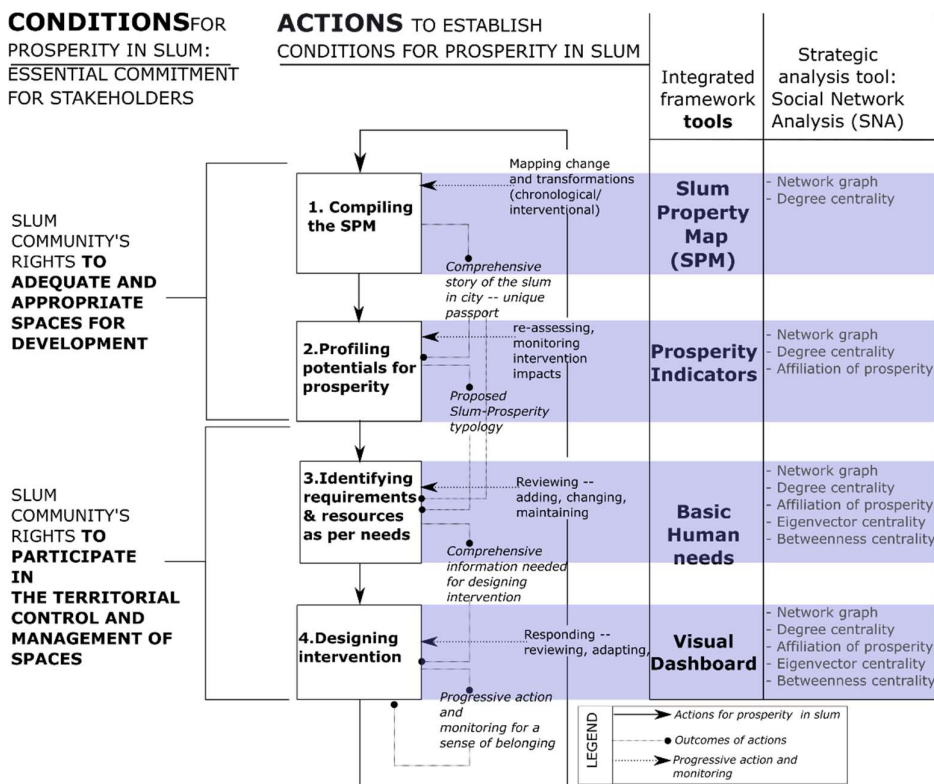 CONDITIONS FOR
PROSPERITY IN SLUM:
ESSENTIAL COMMITMENT
FOR STAKEHOLDERS
ACTIONS TO ESTABLISH
CONDITIONS FOR PROSPERITY IN SLUM
Integrated
framework
tools
Strategic
analysis tool:
Social Network
Analysis (SNA)
SLUM
COMMUNITY'S
RIGHTS TO
ADEQUATE AND
APPROPRIATE
SPACES FOR
DEVELOPMENT
1. Compiling
the SPM
Mapping change
and transformations
(chronological/
interventional)
Comprehensive
story of the slum
in city -- unique
passport
Slum
Property
Map
(SPM)
- Network graph
- Degree centrality
2.Profiling
potentials for
prosperity
re-assessing,
monitoring
intervention
impacts
Proposed
Slum-Prosperity
typology
Prosperity
Indicators
- Network graph
- Degree centrality
- Affiliation of prosperity
SLUM
COMMUNITY'S
RIGHTS TO
PARTICIPATE
IN
THE TERRITORIAL
CONTROL AND
MANAGEMENT OF
SPACES
3.Identifying
requirements
& resources
as per needs
Reviewing --
adding, changing,
maintaining
Comprehensive
information needed
for designing
intervention
Basic
Human
needs
- Network graph
- Degree centrality
- Affiliation of prosperity
- Eigenvector centrality
- Betweenness centrality
4.Designing
intervention
Responding --
reviewing, adapting,
Progressive action
and
monitoring for a
sense of belonging
Visual
Dashboard
- Network graph
- Degree centrality
- Affiliation of prosperity
- Eigenvector centrality
- Betweenness centrality
LEGEND
Actions for prosperity in slum
Outcomes of actions
Progressive action and
monitoring